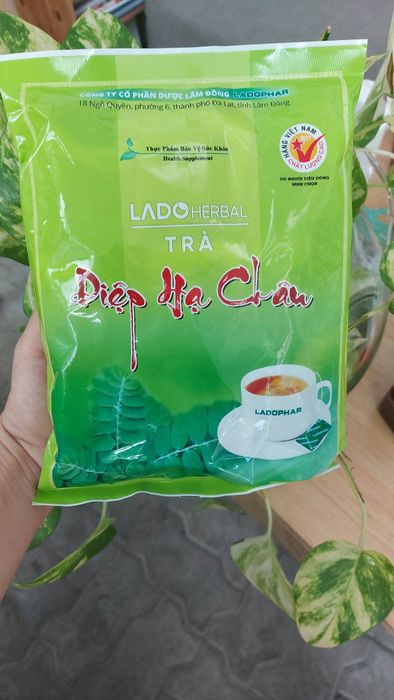 CÔNG TY CỔ PHẦN DƯỢC LÂM ĐỒNG LADOPHAR
18 Ngô Quyền, phường 6, thành phố Đà Lạt, tỉnh Lâm Đồng
Thực Phẩm Bảo Vệ Sức Khỏe
Health Supplement
HÀNG VIỆT NAM
CHẤT LƯỢNG CAO
DO NGƯỜI TIÊU DÙNG
BÌNH CHỌN
LADOHERBAL
TRÀ
Diệp Hạ Châu
LADOPHAR